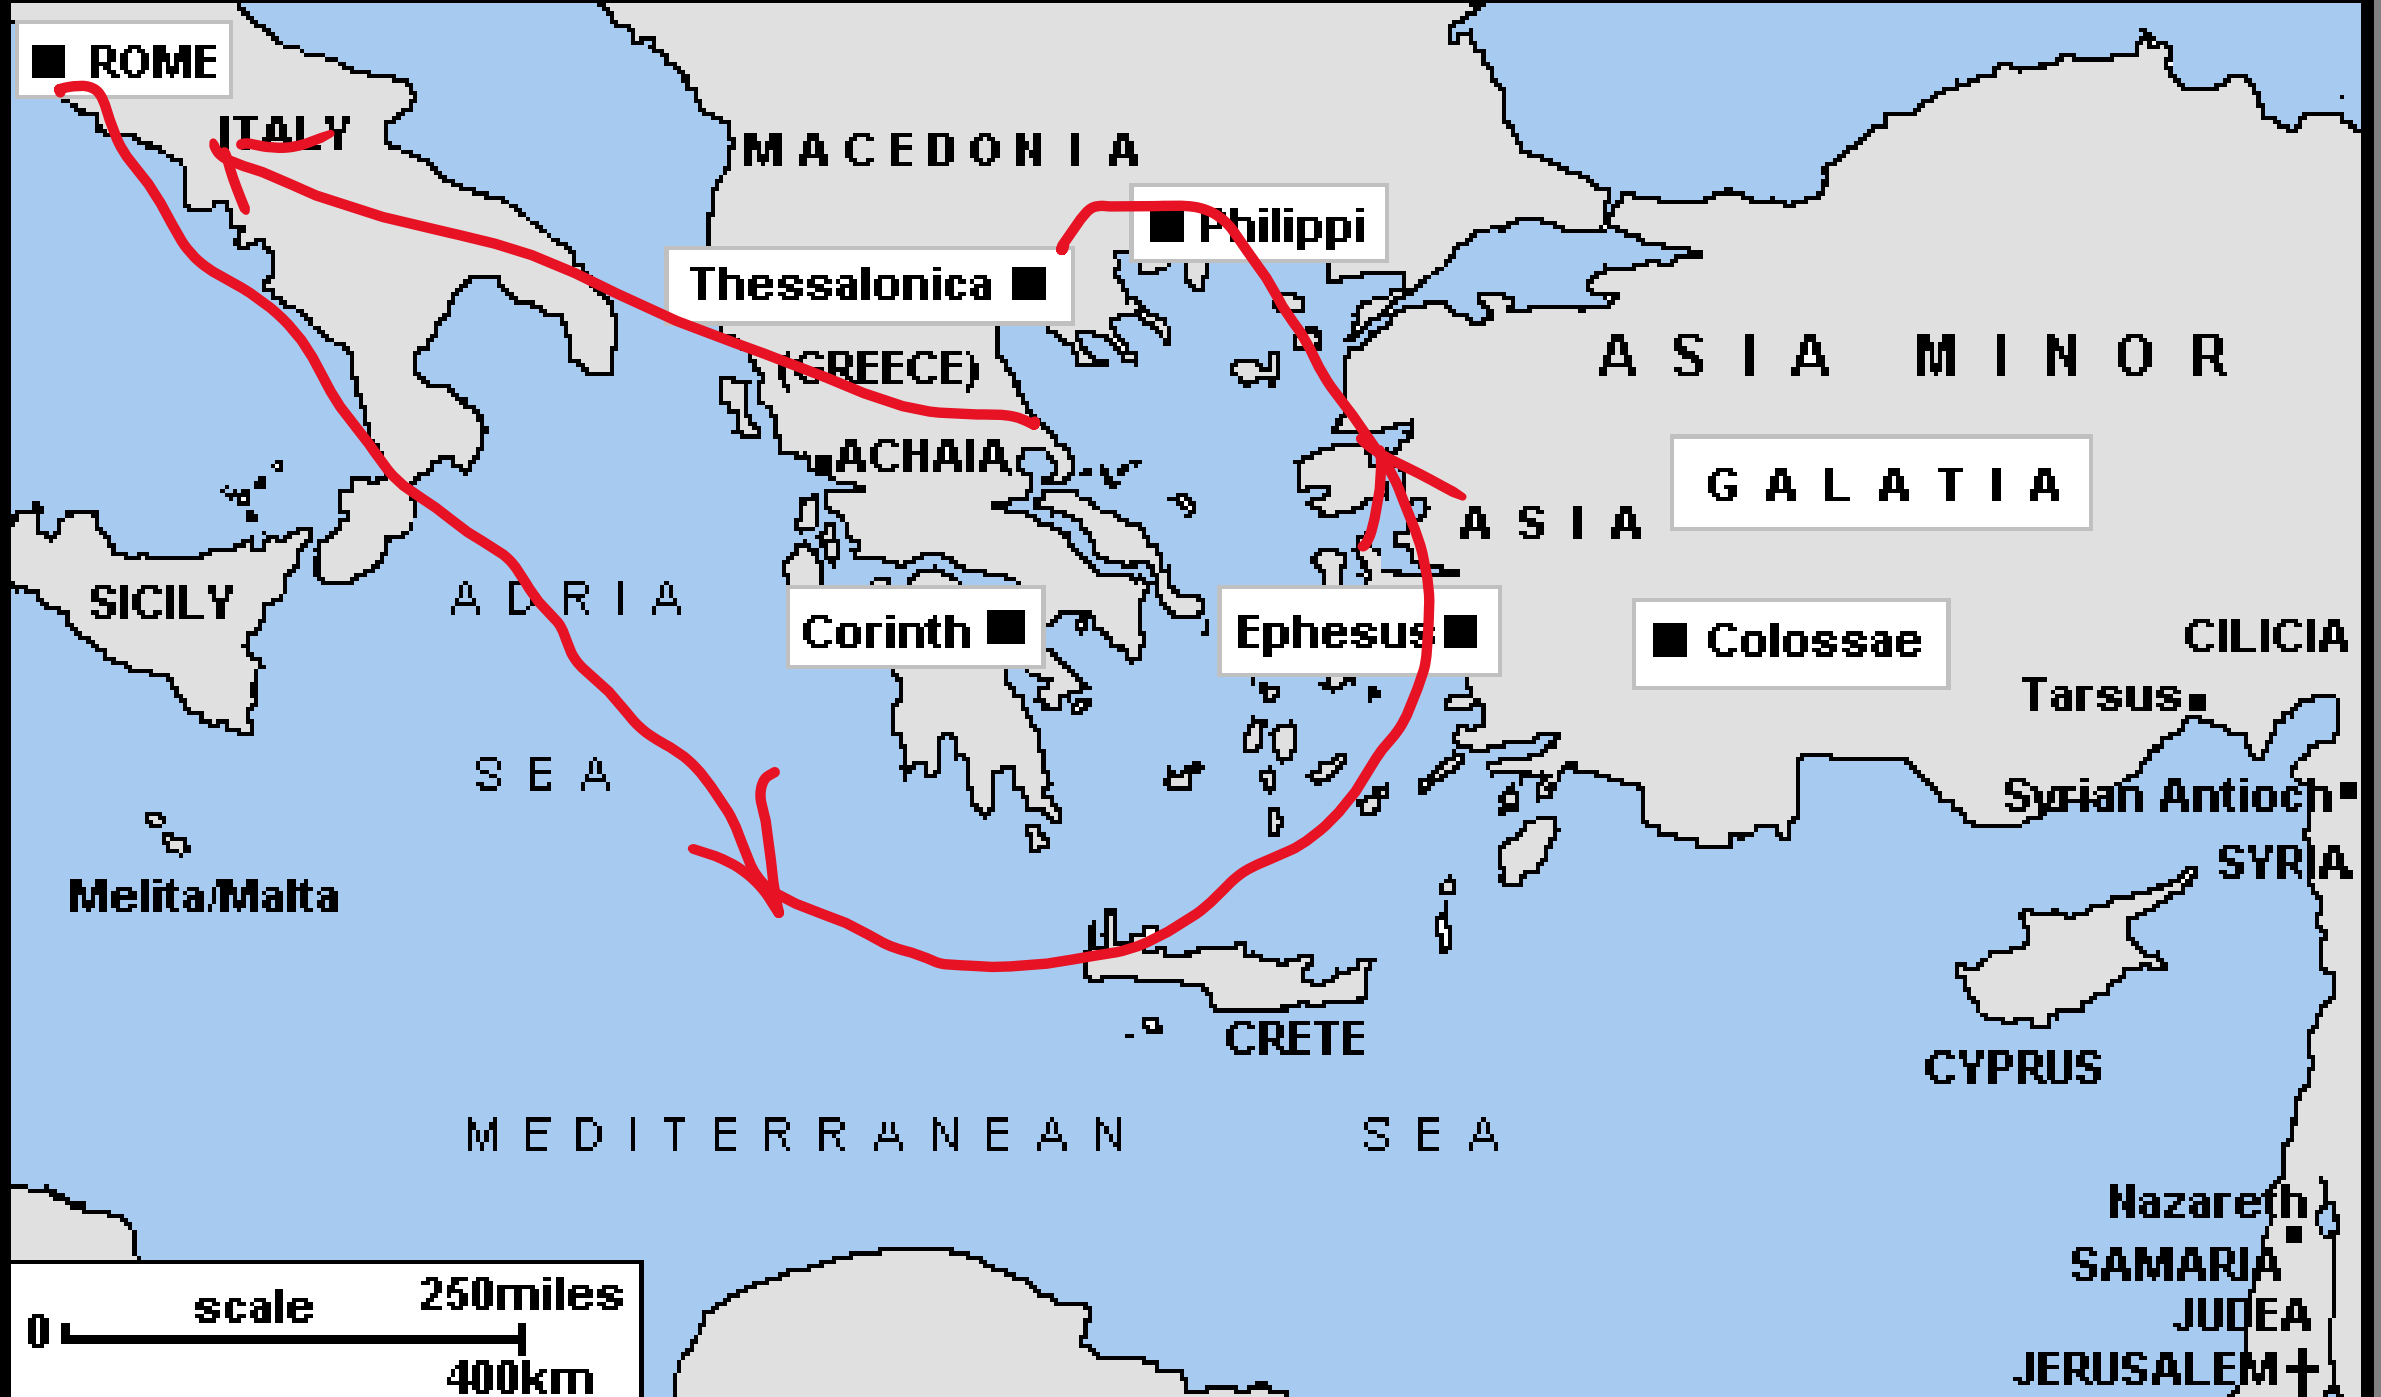 ROME
ITALY
MACEDONIA
Philippi
Thessalonica
(GREECE)
ASIA MINOR
ACHAIA
GALATIA
ASIA
SICILY
ADRIA
Corinth
Ephesus
Colossae
CILICIA
Tarsus
SEA
Syrian Antioch
SYRIA
Melita/Malta
CRETE
CYPRUS
MEDITERRANEAN SEA
Nazareth
SAMARIA
JUDEA
JERUSALEM
0 scale 250miles
400km